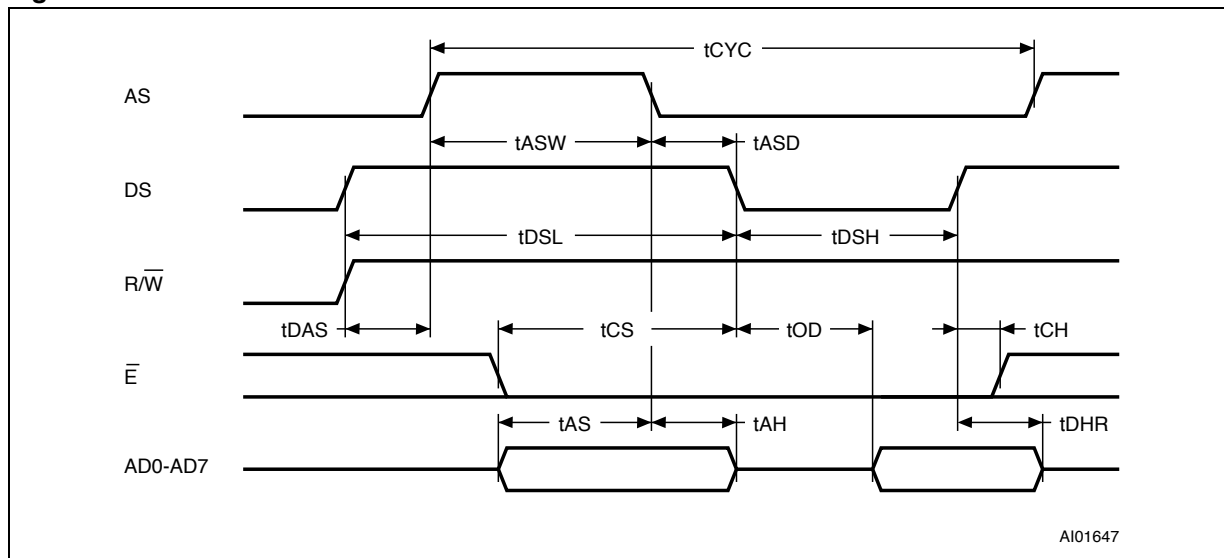 tCYC
AS
tASW
tASD
DS
tDSL
tDSH
R/W̅
tDAS
tCS
tOD
tCH
E̅
tAS
tAH
tDHR
AD0-AD7
AI01647